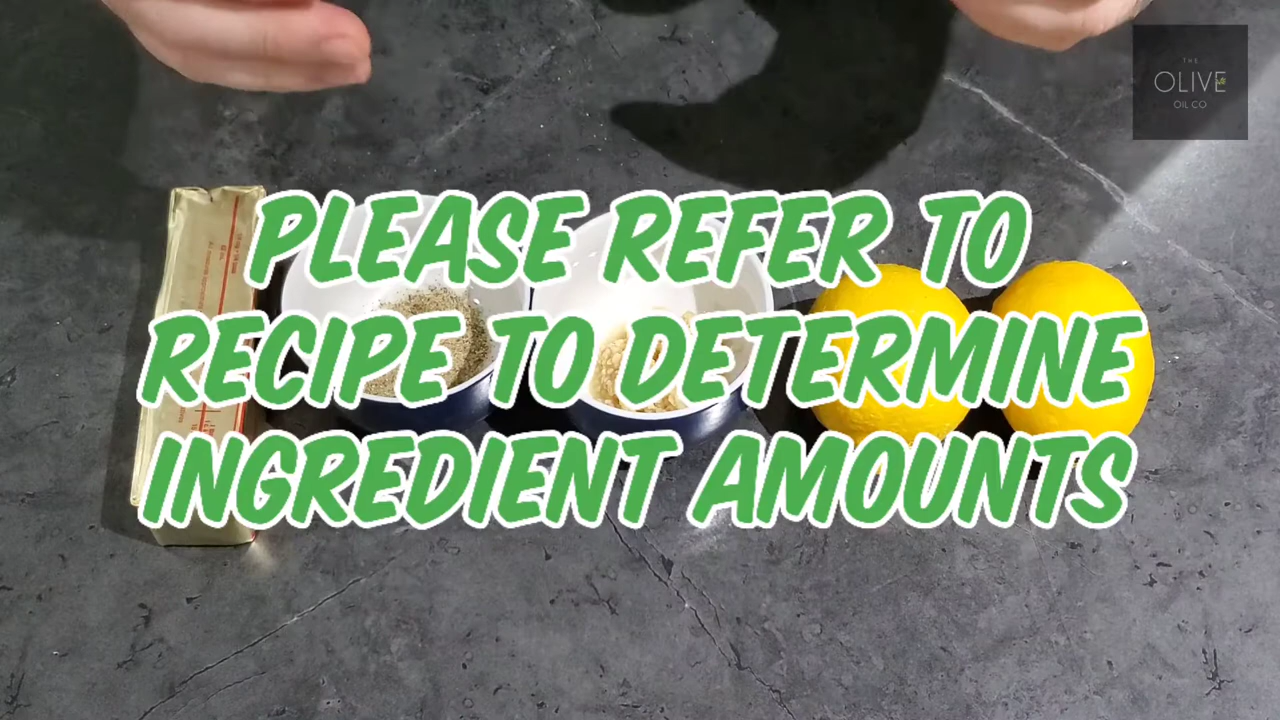 THE
OLIVE
OIL CO
PLEASE REFER TO
RECIPE TO DETERMINE
INGREDIENT AMOUNTS